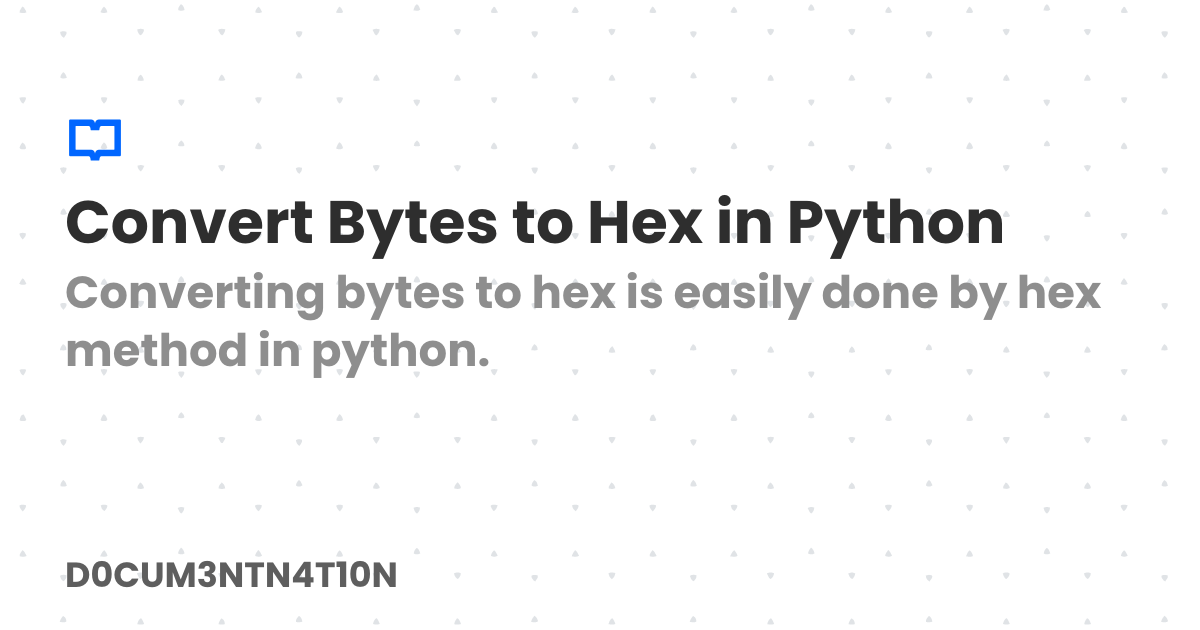 Convert Bytes to Hex in Python
Converting bytes to hex is easily done by hex
method in python.
D0CUM3NTN4T10N